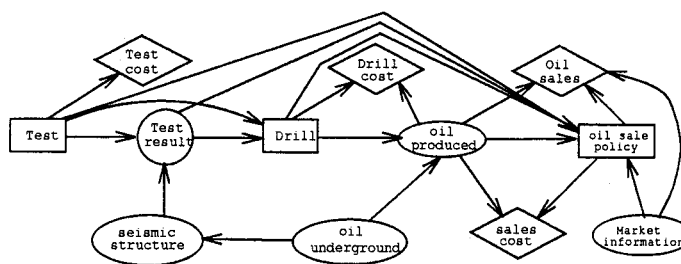 Test
cost
Drill
cost
Oil
sales
Test
Test
result
Drill
oil
produced
oil sale
policy
seismic
structure
oil
underground
sales
cost
Market
information